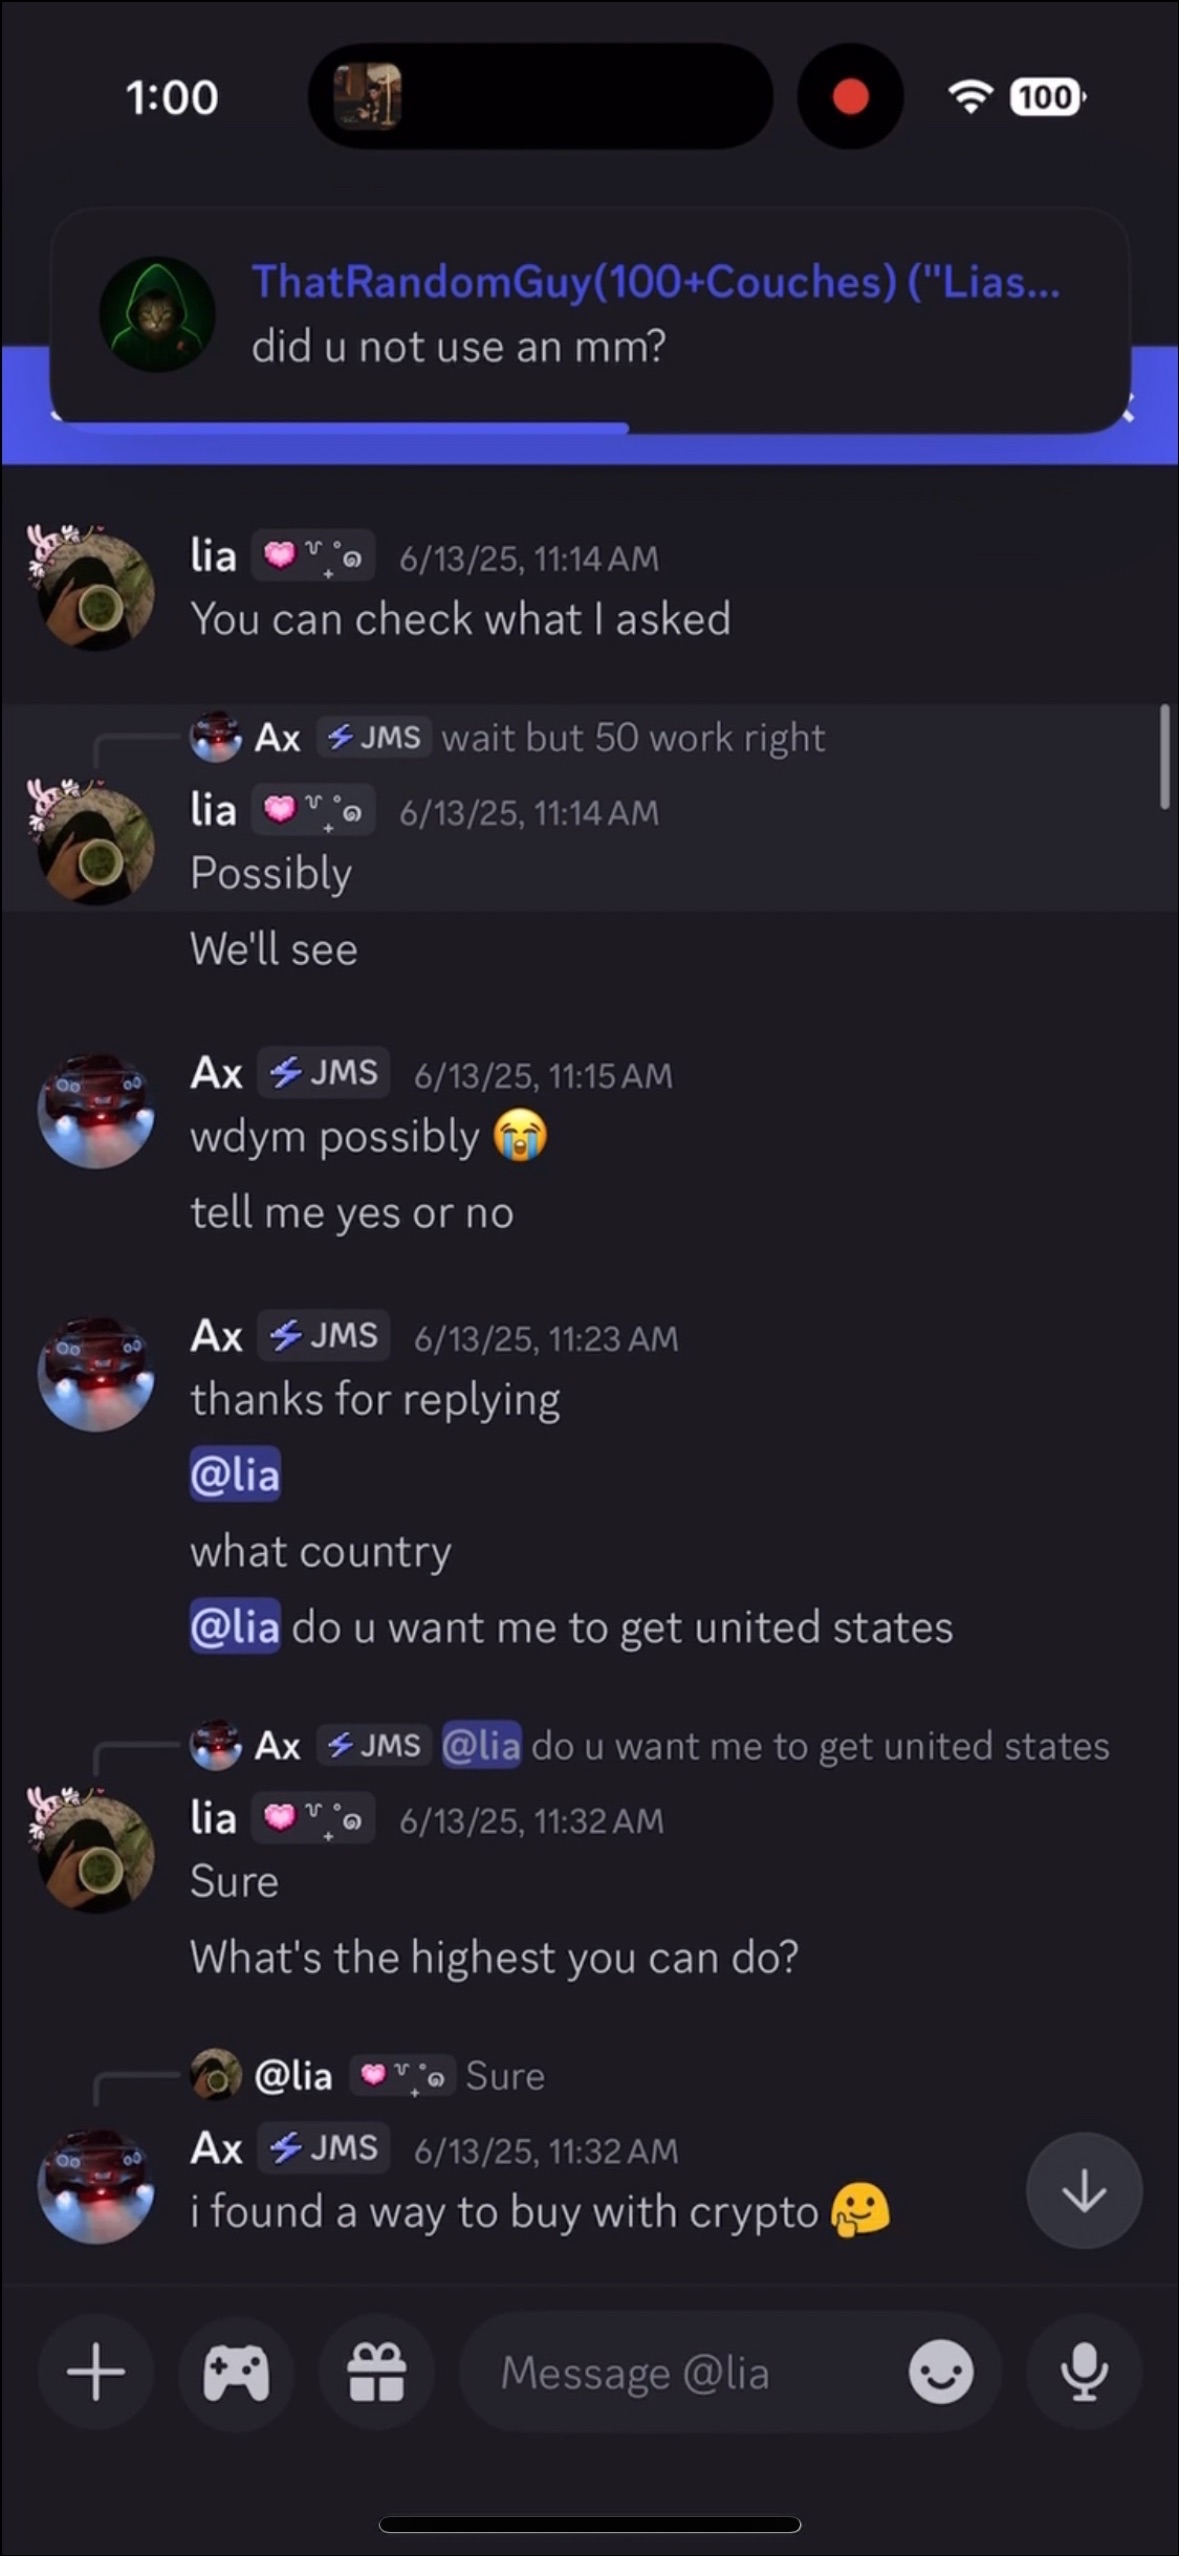 1:00
100
ThatRandomGuy(100+Couches) ("Lias...
did u not use an mm?
lia 6/13/25, 11:14 AM
You can check what I asked
Ax JMS wait but 50 work right
lia 6/13/25, 11:14 AM
Possibly
We'll see
Ax JMS 6/13/25, 11:15 AM
wdym possibly 😭
tell me yes or no
Ax JMS 6/13/25, 11:23 AM
thanks for replying
@lia
what country
@lia do u want me to get united states
Ax JMS @lia do u want me to get united states
lia 6/13/25, 11:32 AM
Sure
What's the highest you can do?
@lia Sure
Ax JMS 6/13/25, 11:32 AM
i found a way to buy with crypto
Message @lia